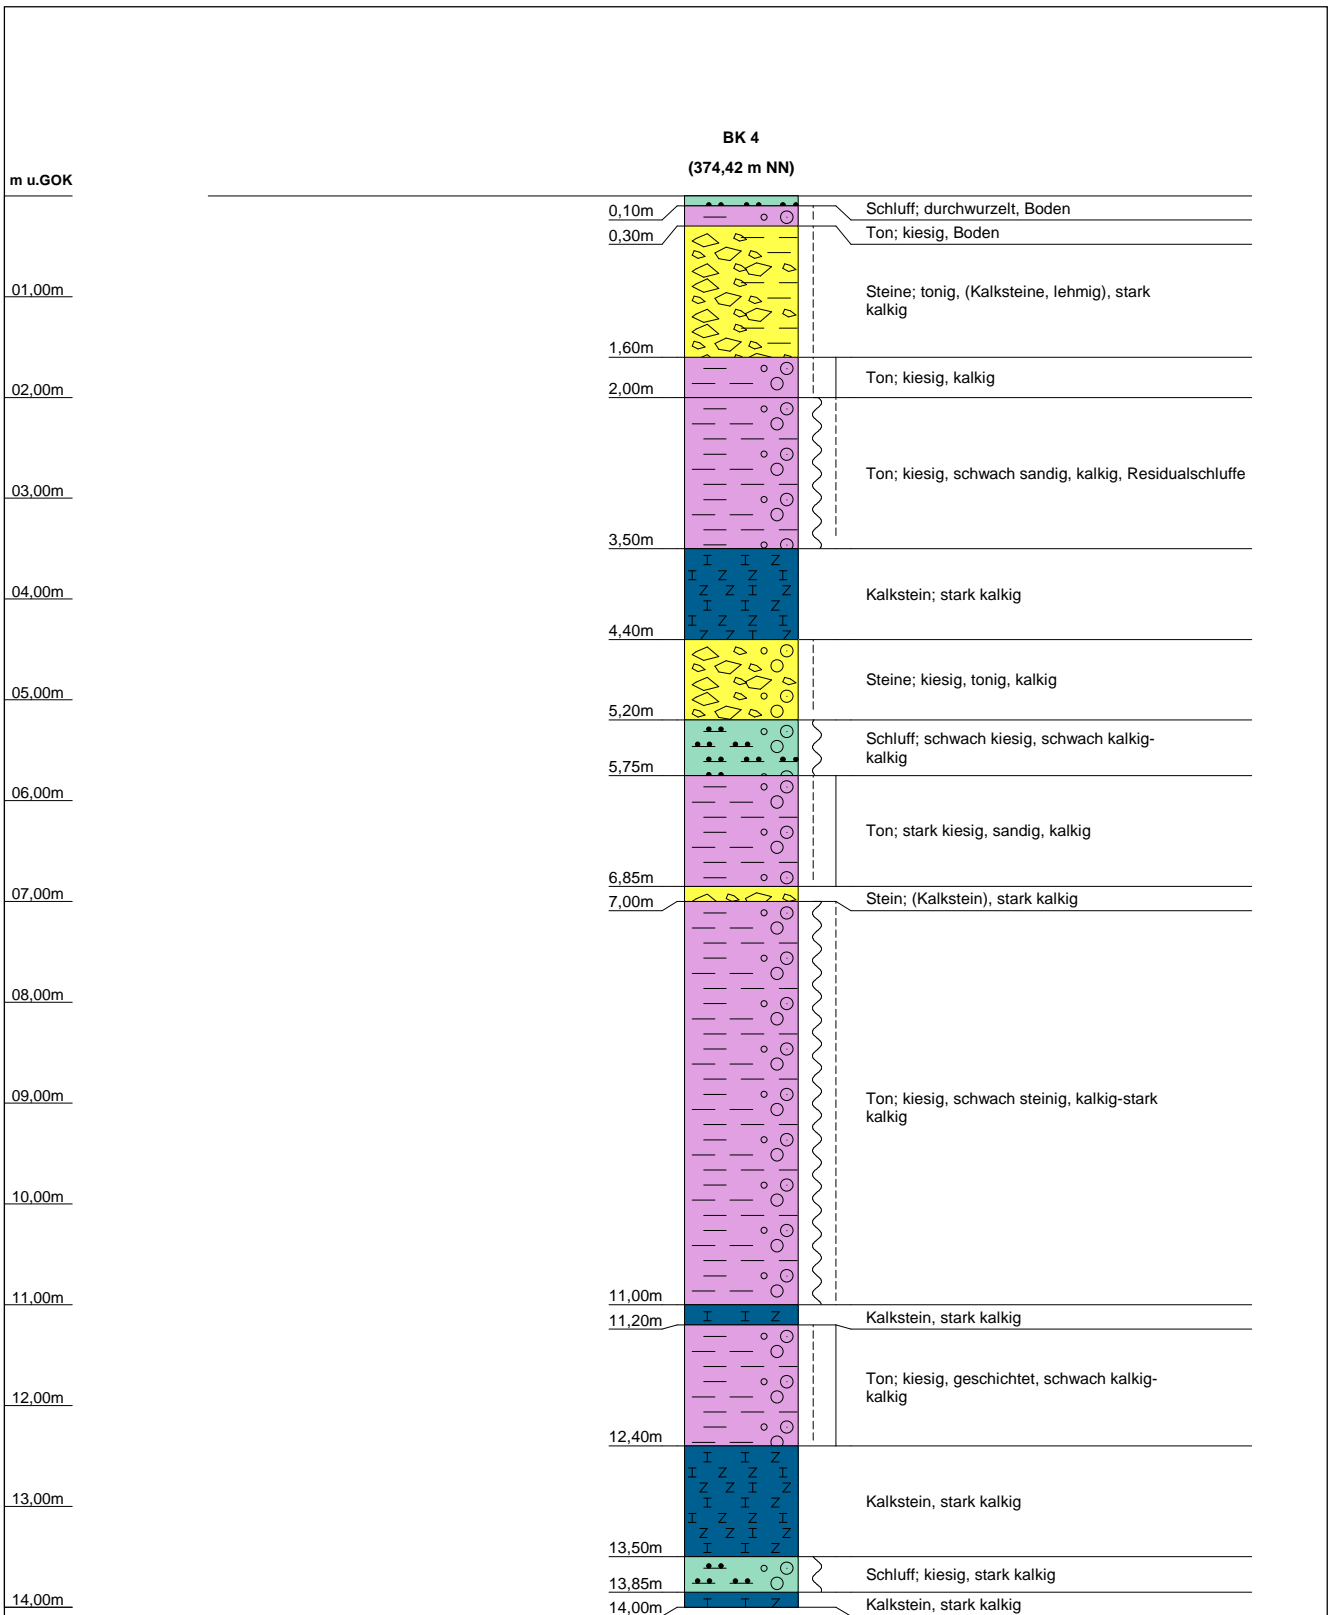 BK 4
(374,42 m NN)
m u.GOK
0,10m
Schluff; durchwurzelt, Boden
0,30m
Ton; kiesig, Boden
01,00m
Steine; tonig, (Kalksteine, lehmig), stark
kalkig
1,60m
Ton; kiesig, kalkig
02,00m
2,00m
Ton; kiesig, schwach sandig, kalkig, Residualschluffe
03,00m
3,50m
Kalkstein; stark kalkig
04,00m
4,40m
Steine; kiesig, tonig, kalkig
05,00m
5,20m
Schluff; schwach kiesig, schwach kalkig-
kalkig
5,75m
06,00m
Ton; stark kiesig, sandig, kalkig
6,85m
07,00m
7,00m
Stein; (Kalkstein), stark kalkig
08,00m
09,00m
Ton; kiesig, schwach steinig, kalkig-stark
kalkig
10,00m
11,00m
11,00m
11,20m
Kalkstein, stark kalkig
Ton; kiesig, geschichtet, schwach kalkig-
kalkig
12,00m
12,40m
13,00m
Kalkstein, stark kalkig
13,50m
Schluff; kiesig, stark kalkig
13,85m
14,00m
14,00m
Kalkstein, stark kalkig